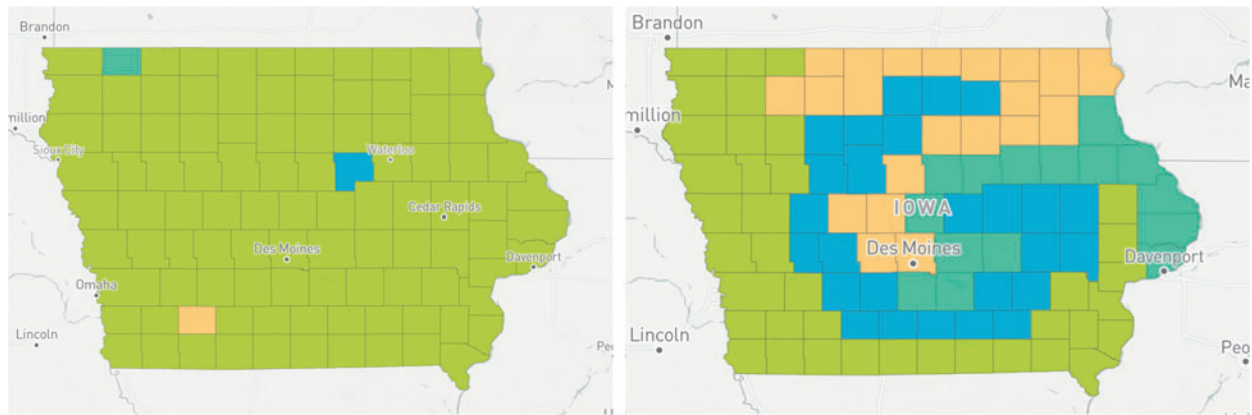 Brandon
million
Sioux City
Waterloo
Cedar Rapids
Des Moines
Davenport
Omaha
Lincoln
Brandon
Ma
million
IOWA
Des Moines
Davenport
Lincoln
Peo